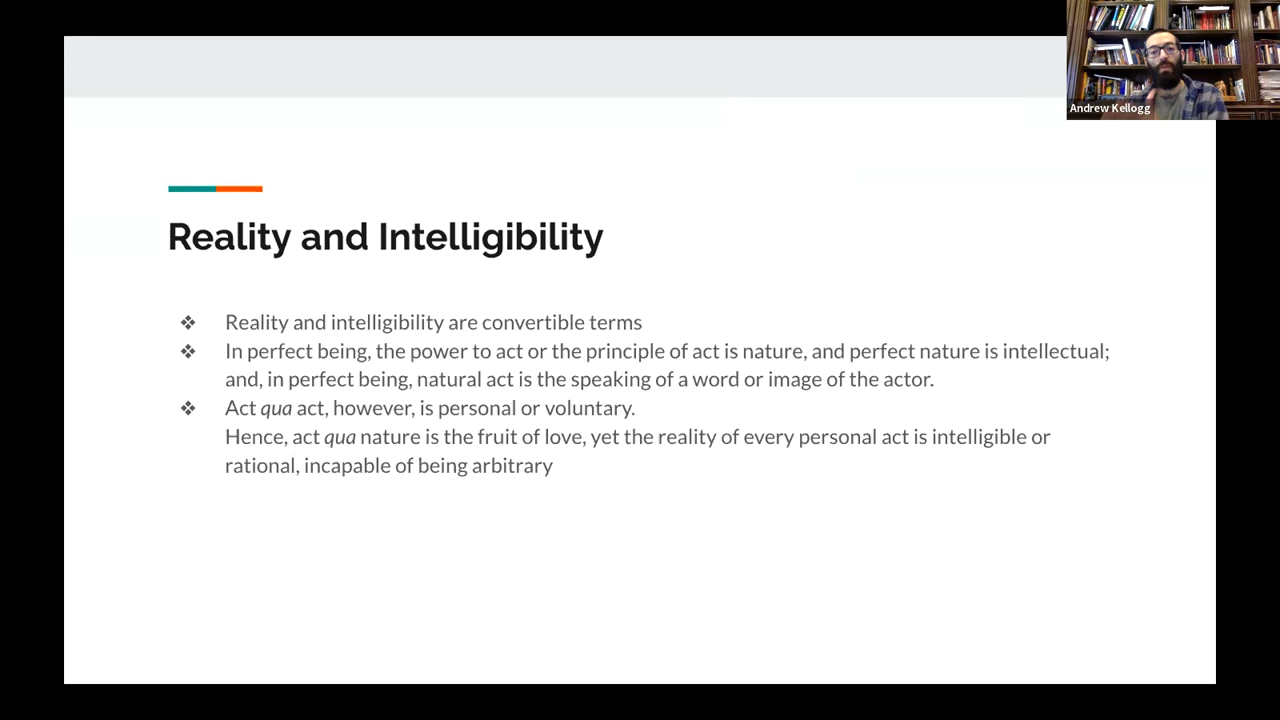 Andrew Kellogg
Reality and Intelligibility
❖ Reality and intelligibility are convertible terms
❖ In perfect being, the power to act or the principle of act is nature, and perfect nature is intellectual;
and, in perfect being, natural act is the speaking of a word or image of the actor.
❖ Act qua act, however, is personal or voluntary.
Hence, act qua nature is the fruit of love, yet the reality of every personal act is intelligible or
rational, incapable of being arbitrary